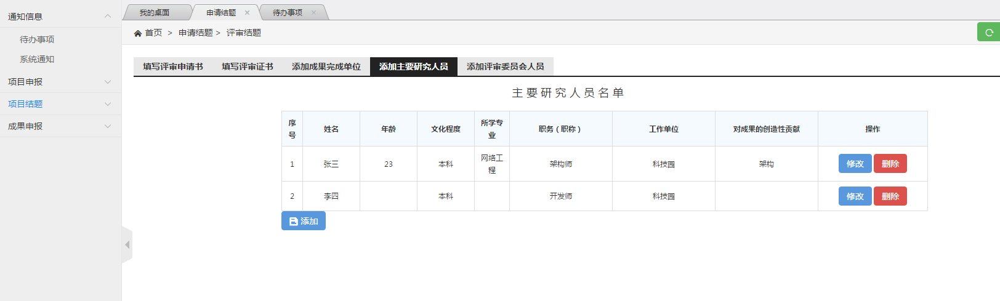 通知信息
待办事项
系统通知
项目申报
项目结题
成果申报
我的桌面 申请结题 待办事项
首页 > 申请结题 > 评审结题
填写评审申请书 填写评审证书 添加成果完成单位 添加主要研究人员 添加评审委员会人员
主要研究人员名单
序号 姓名 年龄 文化程度 所学专业 职务（职称） 工作单位 对成果的创造性贡献 操作
1 张三 23 本科 网络工程 架构师 科技园 架构 修改 删除
2 李四 本科 开发师 科技园 修改 删除
添加